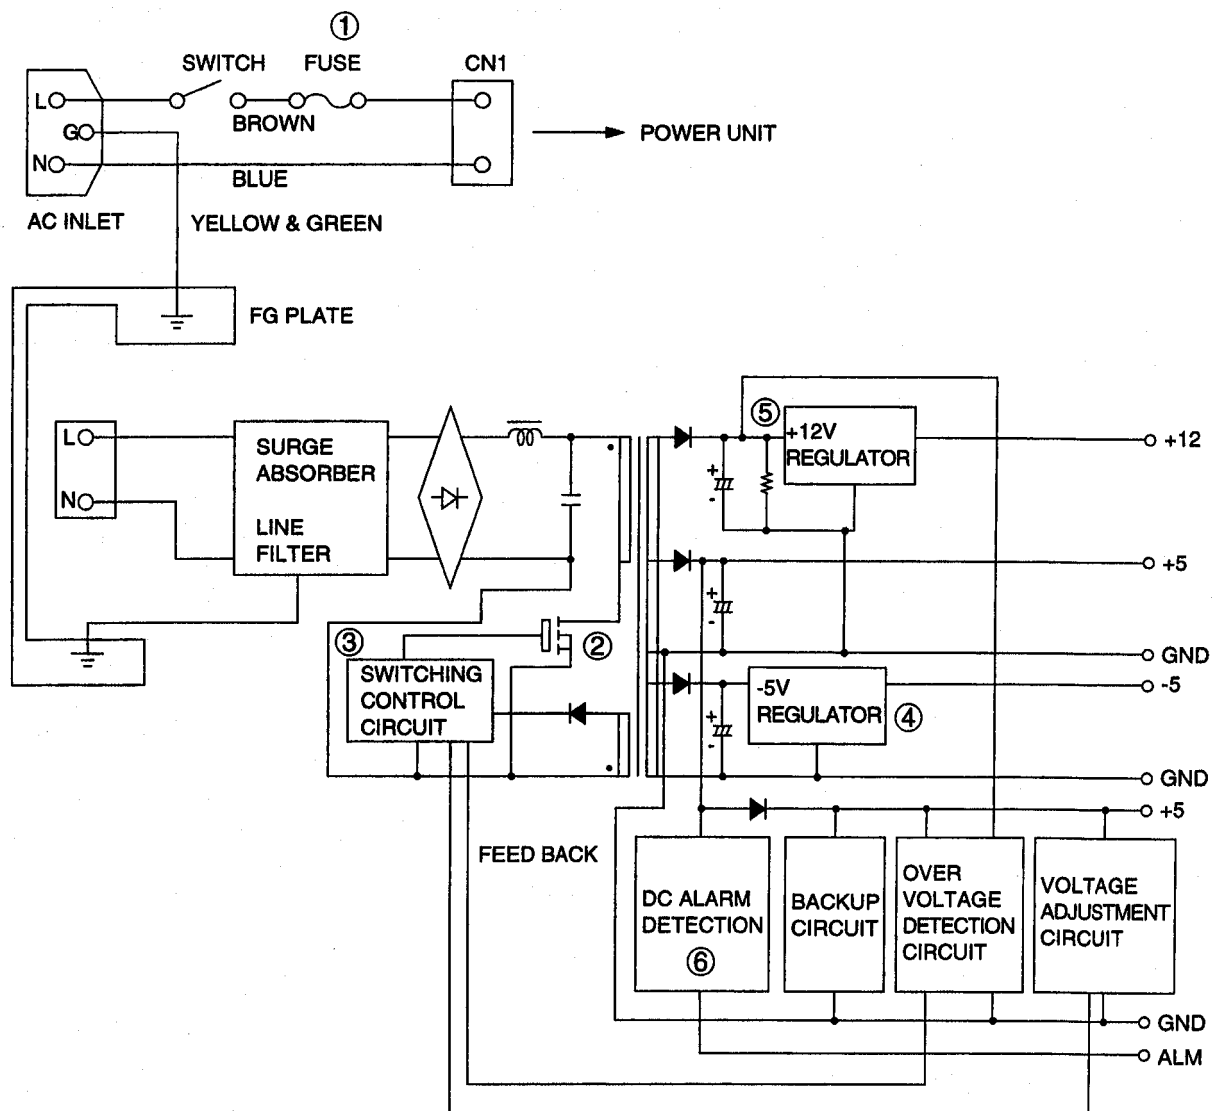 ①
SWITCH FUSE CN1
L
BROWN
G
POWER UNIT
N
BLUE
AC INLET YELLOW & GREEN
FG PLATE
L
N
SURGE
ABSORBER
LINE
FILTER
⑤
+12V
REGULATOR
+
-
+12
+
-
+5
②
③
SWITCHING
CONTROL
CIRCUIT
GND
-5V
REGULATOR ④
+
-
-5
GND
+5
FEED BACK
DC ALARM
DETECTION
⑥
BACKUP
CIRCUIT
OVER
VOLTAGE
DETECTION
CIRCUIT
VOLTAGE
ADJUSTMENT
CIRCUIT
GND
ALM